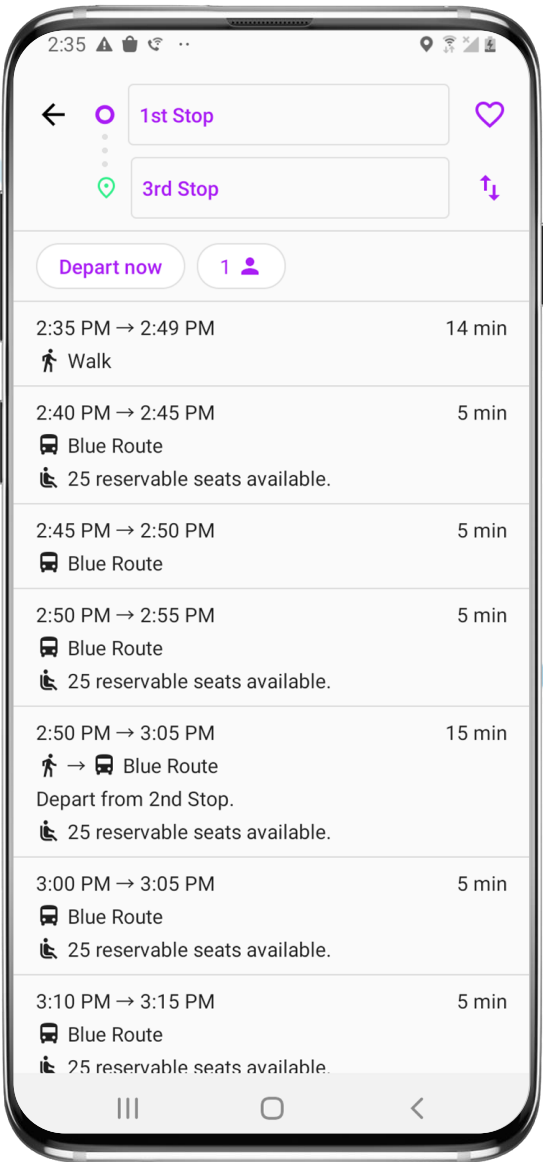 2:35
1st Stop
3rd Stop
Depart now
1
2:35 PM → 2:49 PM 14 min
Walk
2:40 PM → 2:45 PM 5 min
Blue Route
25 reservable seats available.
2:45 PM → 2:50 PM 5 min
Blue Route
2:50 PM → 2:55 PM 5 min
Blue Route
25 reservable seats available.
2:50 PM → 3:05 PM 15 min
→ Blue Route
Depart from 2nd Stop.
25 reservable seats available.
3:00 PM → 3:05 PM 5 min
Blue Route
25 reservable seats available.
3:10 PM → 3:15 PM 5 min
Blue Route
25 reservable seats available.